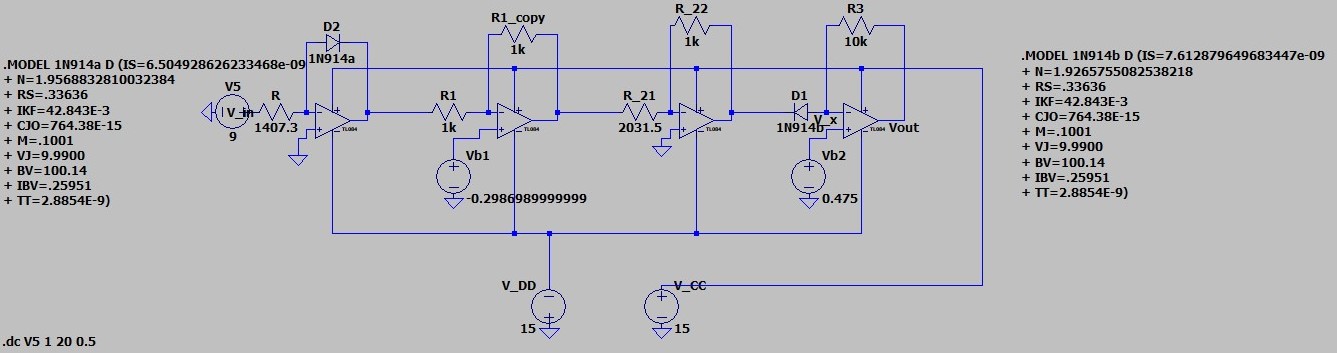 .MODEL 1N914a D (IS=6.504928626233468e-09
+ N=1.9568832810032384
+ RS=.33636
+ IKF=42.843E-3
+ CJO=764.38E-15
+ M=.1001
+ VJ=9.9900
+ BV=100.14
+ IBV=.25951
+ TT=2.8854E-9)
V5
V_in
9
R
1407.3
D2
1N914a
TL084
R1
1k
R1_copy
1k
TL084
Vb1
-0.2986989999999
R_21
2031.5
R_22
1k
TL084
D1
1N914b
V_x
R3
10k
TL084
Vout
Vb2
0.475
V_DD
15
V_CC
15
.MODEL 1N914b D (IS=7.612879649683447e-09
+ N=1.9265755082538218
+ RS=.33636
+ IKF=42.843E-3
+ CJO=764.38E-15
+ M=.1001
+ VJ=9.9900
+ BV=100.14
+ IBV=.25951
+ TT=2.8854E-9)
.dc V5 1 20 0.5